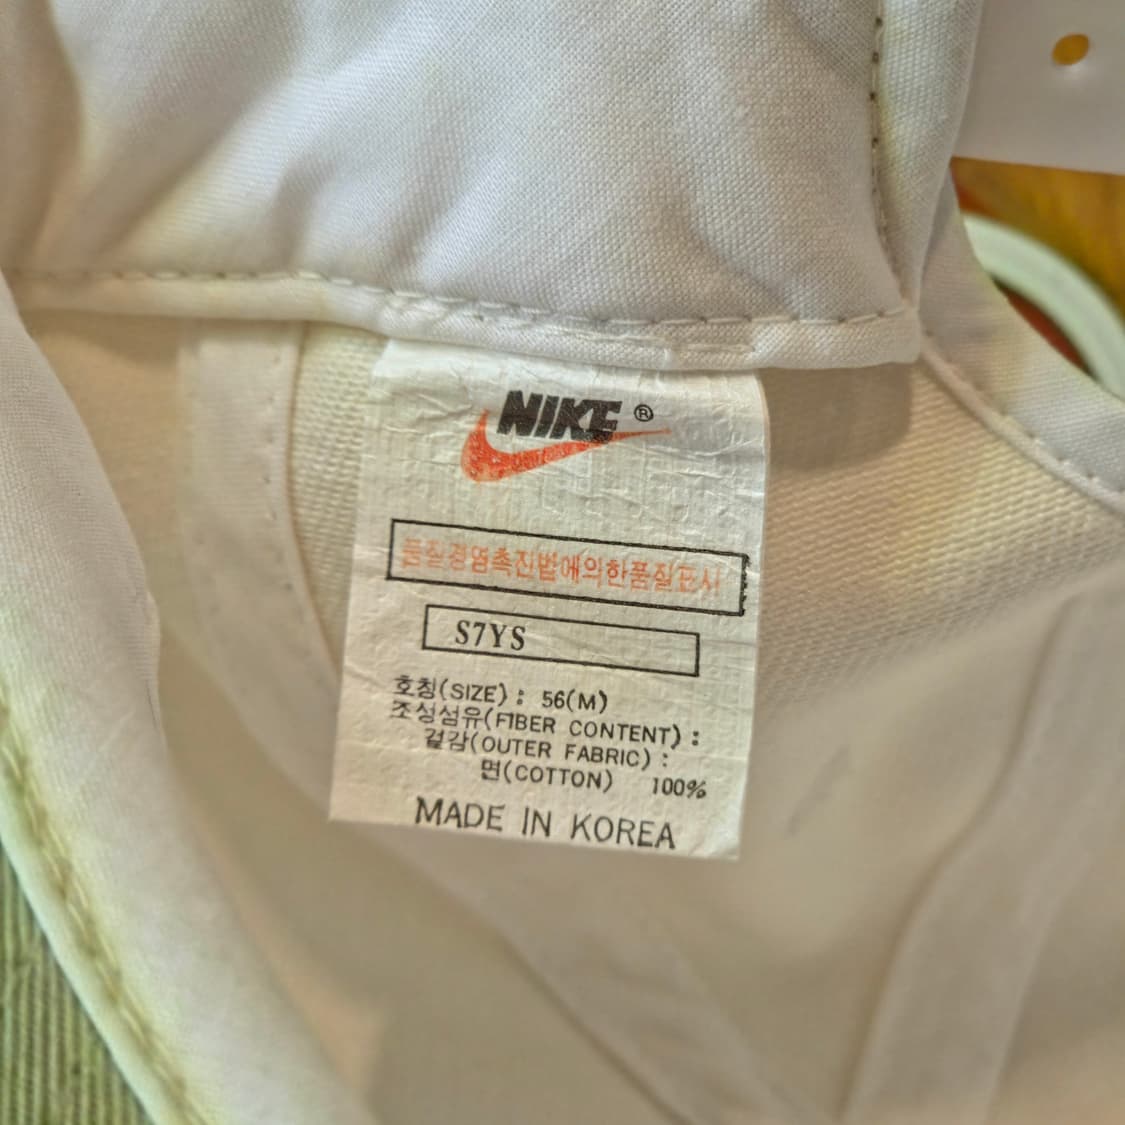 NIKE ®
품질경영촉진법에의한품질표시
S7YS
호칭(SIZE) : 56(M)
조성섬유(FIBER CONTENT) :
겉감(OUTER FABRIC) :
면(COTTON) 100%
MADE IN KOREA